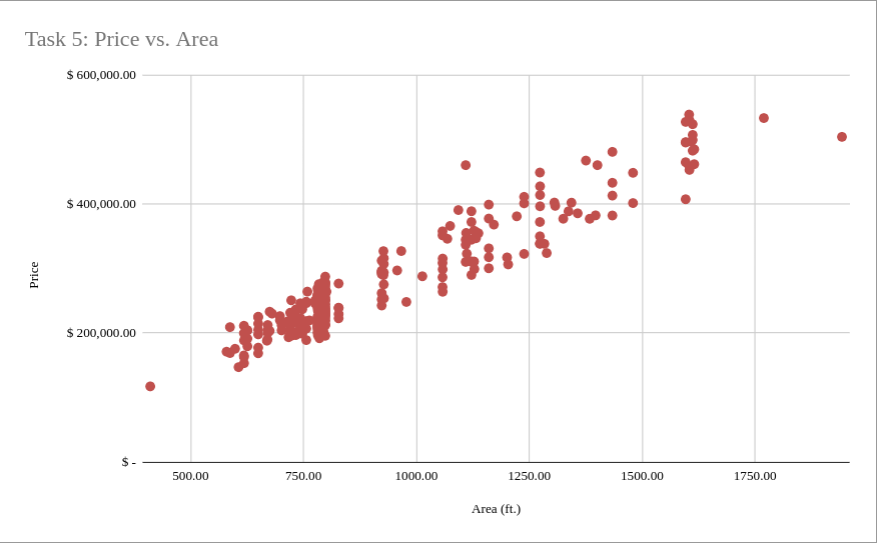 Task 5: Price vs. Area
$ 600,000.00
$ 400,000.00
$ 200,000.00
$ -
Price
500.00 750.00 1000.00 1250.00 1500.00 1750.00
Area (ft.)